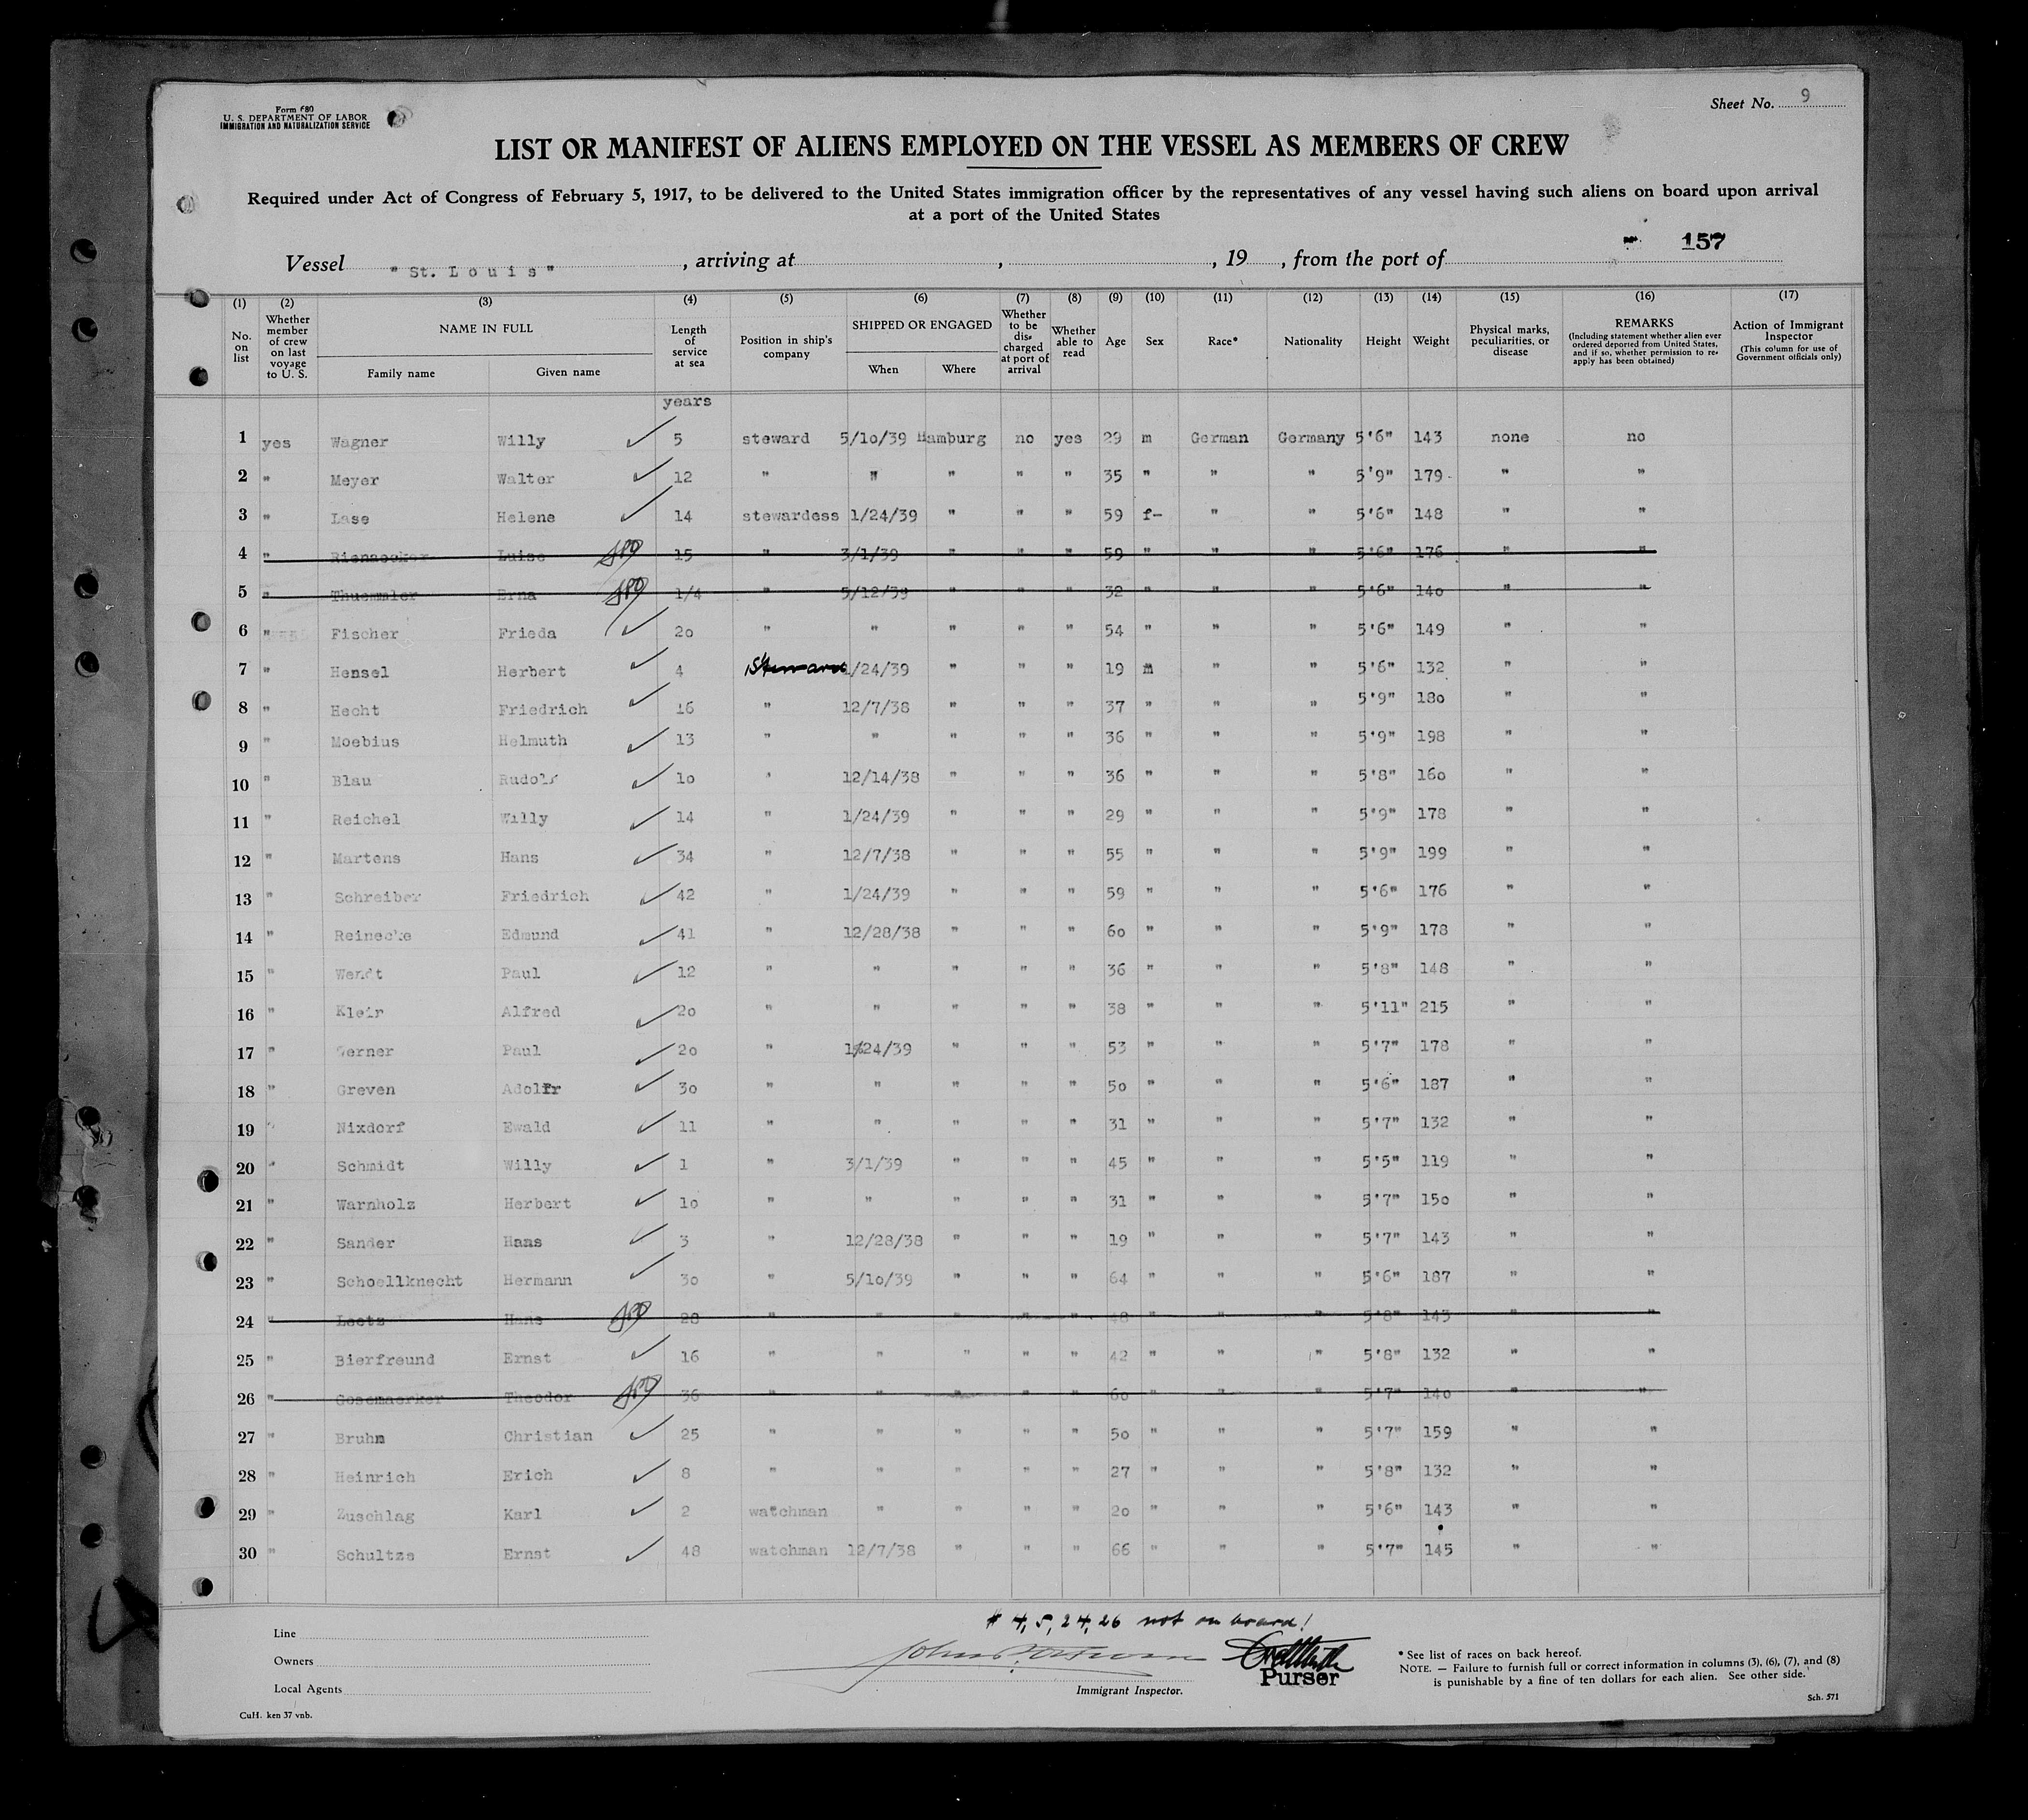 Form 680
U. S. DEPARTMENT OF LABOR
IMMIGRATION AND NATURALIZATION SERVICE
Sheet No. 9
LIST OR MANIFEST OF ALIENS EMPLOYED ON THE VESSEL AS MEMBERS OF CREW
Required under Act of Congress of February 5, 1917, to be delivered to the United States immigration officer by the representatives of any vessel having such aliens on board upon arrival
at a port of the United States
157
Vessel "St. Louis", arriving at , , 19 , from the port of
(1) (2) (3) (4) (5) (6) (7) (8) (9) (10) (11) (12) (13) (14) (15) (16) (17)
No. on list Whether member of crew on last voyage to U. S. NAME IN FULL Family name Given name Length of service at sea Position in ship's company SHIPPED OR ENGAGED When Where Whether to be discharged at port of arrival Whether able to read Age Sex Race* Nationality Height Weight Physical marks, peculiarities, or disease REMARKS (Including statement whether alien ever ordered deported from United States, and if so, whether permission to reapply has been obtained) Action of Immigrant Inspector (This column for use of Government officials only)
years
1 yes Wagner Willy 5 steward 5/10/39 Hamburg no yes 29 m German Germany 5'6" 143 none no
2 " Meyer Walter 12 " " " " " 35 " " " 5'9" 179 " "
3 " Lase Helene 14 stewardess 1/24/39 " " " 59 f " " 5'6" 148 " "
4 " Rienaecker Luise 15 " 3/1/39 " " " 59 " " " 5'6" 176 " "
5 " Thuemmler Erna 1/4 " 5/12/39 " " " 32 " " " 5'6" 140 " "
6 " Fischer Frieda 20 " " " " " 54 " " " 5'6" 149 " "
7 " Hensel Herbert 4 Steward 1/24/39 " " " 19 m " " 5'6" 132 " "
8 " Hecht Friedrich 16 " 12/7/38 " " " 37 " " " 5'9" 180 " "
9 " Moebius Helmuth 13 " " " " " 36 " " " 5'9" 198 " "
10 " Blau Rudolf 10 " 12/14/38 " " " 36 " " " 5'8" 160 " "
11 " Reichel Willy 14 " 1/24/39 " " " 29 " " " 5'9" 178 " "
12 " Martens Hans 34 " 12/7/38 " " " 55 " " " 5'9" 199 " "
13 " Schreiber Friedrich 42 " 1/24/39 " " " 59 " " " 5'6" 176 " "
14 " Reinecke Edmund 41 " 12/28/38 " " " 60 " " " 5'9" 178 " "
15 " Wendt Paul 12 " " " " " 36 " " " 5'8" 148 " "
16 " Klein Alfred 20 " " " " " 38 " " " 5'11" 215 " "
17 " Gerner Paul 20 " 1/24/39 " " " 53 " " " 5'7" 178 " "
18 " Greven Adolf 30 " " " " " 50 " " " 5'6" 187 " "
19 " Nixdorf Ewald 11 " " " " " 31 " " " 5'7" 132 " "
20 " Schmidt Willy 1 " 3/1/39 " " " 45 " " " 5'5" 119 " "
21 " Warnholz Herbert 10 " " " " " 31 " " " 5'7" 150 " "
22 " Sander Hans 3 " 12/28/38 " " " 19 " " " 5'7" 143 " "
23 " Schoellknecht Hermann 30 " 5/10/39 " " " 64 " " " 5'6" 187 " "
24 " Hans 28 " " " " " 48 " " " 5'8" 143 " "
25 " Bierfreund Ernst 16 " " " " " 42 " " " 5'8" 132 " "
26 " Gosemaerker Theodor 36 " " " " " 60 " " " 5'7" 140 " "
27 " Bruhn Christian 25 " " " " " 50 " " " 5'7" 159 " "
28 " Heinrich Erich 8 " " " " " 27 " " " 5'8" 132 " "
29 " Zuschlag Karl 2 watchman " " " " 20 " " " 5'6" 143 " "
30 " Schultze Ernst 48 watchman 12/7/38 " " " 66 " " " 5'7" 145 " "
# 4, 5, 24, 26 not on board!
Line
Owners
Local Agents
Immigrant Inspector.
Purser
* See list of races on back hereof.
NOTE. — Failure to furnish full or correct information in columns (3), (6), (7), and (8)
is punishable by a fine of ten dollars for each alien. See other side.
CuH. ken 37 vnb.
Sch. 571